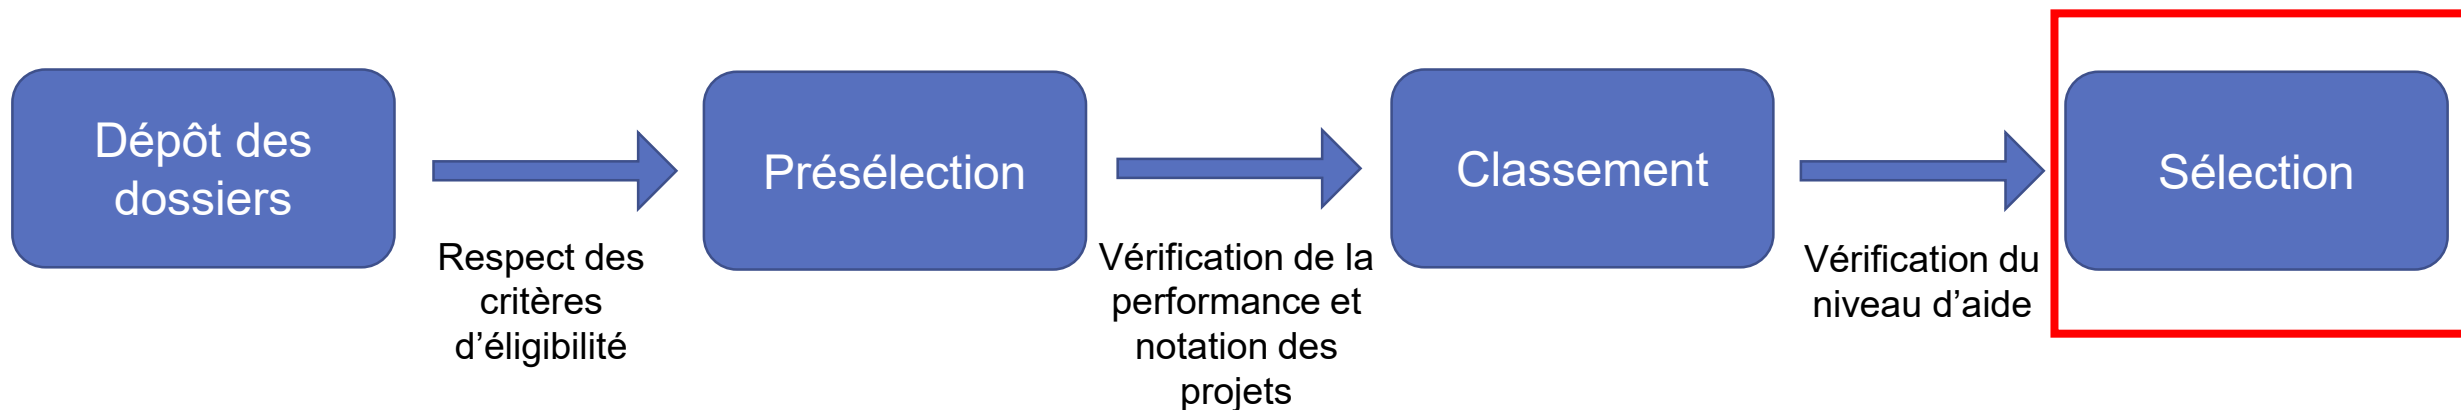 Dépôt des
dossiers
Respect des
critères
d’éligibilité
Présélection
Vérification de la
performance et
notation des
projets
Classement
Vérification du
niveau d’aide
Sélection